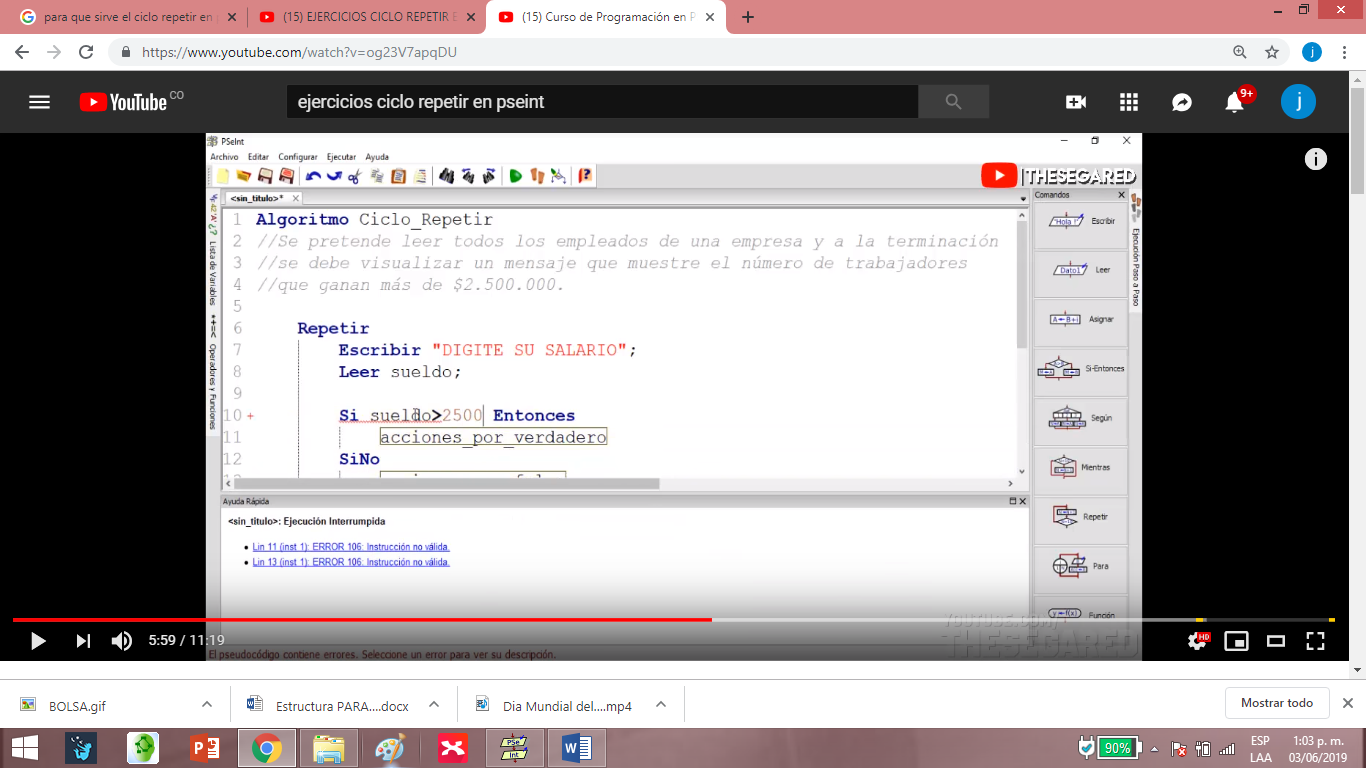 para que sirve el ciclo repetir en
(15) EJERCICIOS CICLO REPETIR E
(15) Curso de Programación en P
https://www.youtube.com/watch?v=og23V7apqDU
j
YouTube CO
ejercicios ciclo repetir en pseint
9+
j
PSeInt
Archivo Editar Configurar Ejecutar Ayuda
THESEGARED
<sin_titulo>*
Comandos
1 Algoritmo Ciclo_Repetir
2 //Se pretende leer todos los empleados de una empresa y a la terminación
3 //se debe visualizar un mensaje que muestre el número de trabajadores
4 //que ganan más de $2.500.000.
5
6 Repetir
7 Escribir "DIGITE SU SALARIO";
8 Leer sueldo;
9
10 + Si sueldo>2500 Entonces
11 acciones_por_verdadero
12 SiNo
Lista de Variables
Operadores y Funciones
"Hola !" Escribir
Dato1 Leer
A←B+i Asignar
Si-Entonces
Según
Mientras
Repetir
Para
y←f(x) Función
Ejecución Paso a Paso
Ayuda Rápida
<sin_titulo>: Ejecución Interrumpida
Lin 11 (inst 1): ERROR 106: Instrucción no válida.
Lin 13 (inst 1): ERROR 106: Instrucción no válida.
YOUTUBE.COM/
THESEGARED
5:59 / 11:19
HD
El pseudocódigo contiene errores. Seleccione un error para ver su descripción.
BOLSA.gif
Estructura PARA....docx
Dia Mundial del....mp4
Mostrar todo
PSe
Int
90%
ESP
LAA
1:03 p. m.
03/06/2019